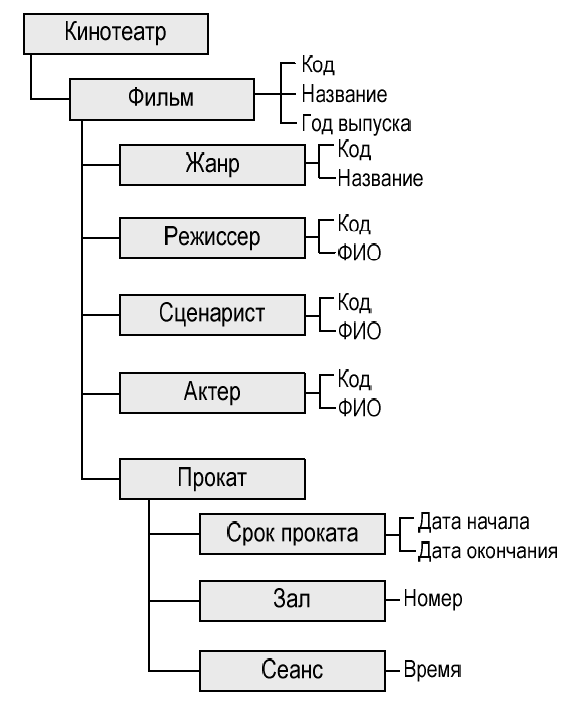 Кинотеатр
Фильм
Код
Название
Год выпуска
Жанр
Код
Название
Режиссер
Код
ФИО
Сценарист
Код
ФИО
Актер
Код
ФИО
Прокат
Срок проката
Дата начала
Дата окончания
Зал
Номер
Сеанс
Время